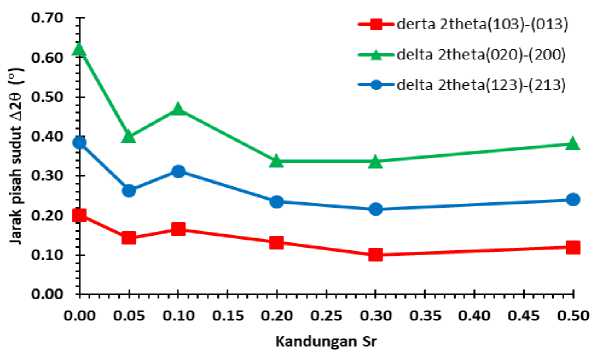 derta 2theta(103)-(013)
delta 2theta(020)-(200)
delta 2theta(123)-(213)
Jarak pisah sudut Δ2θ (°)
0.70
0.60
0.50
0.40
0.30
0.20
0.10
0.00
0.00 0.05 0.10 0.15 0.20 0.25 0.30 0.35 0.40 0.45 0.50
Kandungan Sr